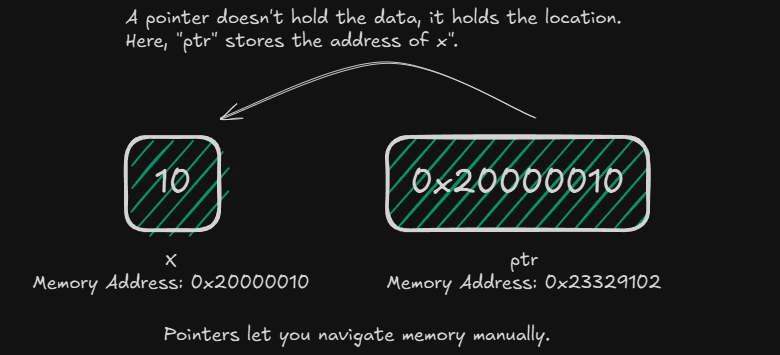 A pointer doesn't hold the data, it holds the location.
Here, "ptr" stores the address of x".
10
0x20000010
x
ptr
Memory Address: 0x20000010
Memory Address: 0x23329102
Pointers let you navigate memory manually.